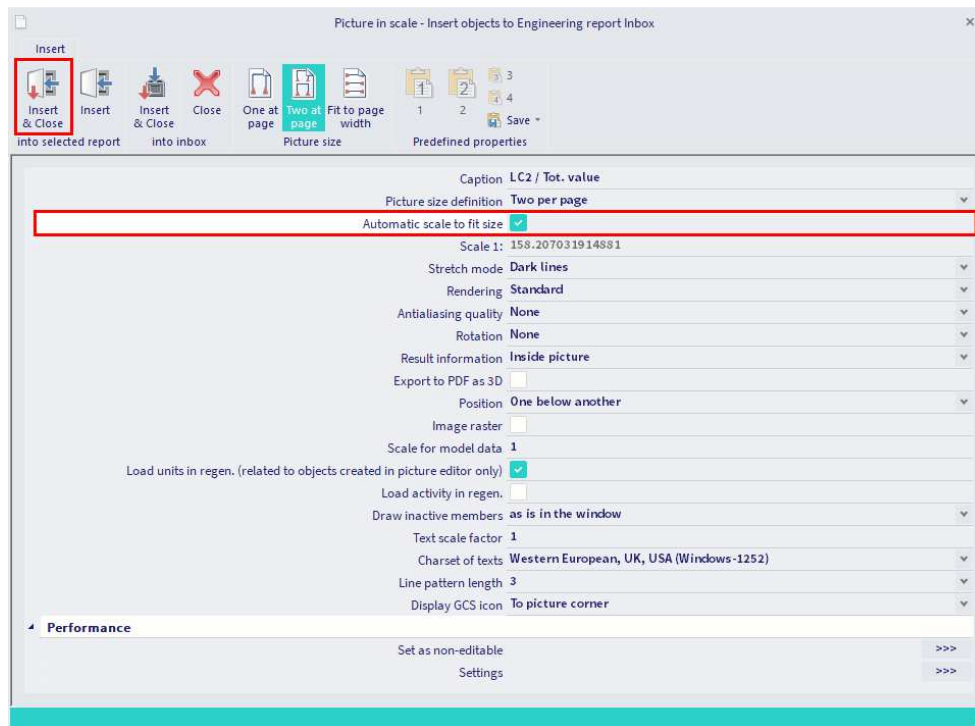 Picture in scale - Insert objects to Engineering report Inbox
Insert
Insert & Close
Insert
Insert & Close
Close
One at page
Two at page
Fit to page width
1
2
3
4
Save
into selected report
into inbox
Picture size
Predefined properties
Caption LC2 / Tot. value
Picture size definition Two per page
Automatic scale to fit size
Scale 1: 158.207031914881
Stretch mode Dark lines
Rendering Standard
Antialiasing quality None
Rotation None
Result information Inside picture
Export to PDF as 3D
Position One below another
Image raster
Scale for model data 1
Load units in regen. (related to objects created in picture editor only)
Load activity in regen.
Draw inactive members as is in the window
Text scale factor 1
Charset of texts Western European, UK, USA (Windows-1252)
Line pattern length 3
Display GCS icon To picture corner
Performance
Set as non-editable >>>
Settings >>>